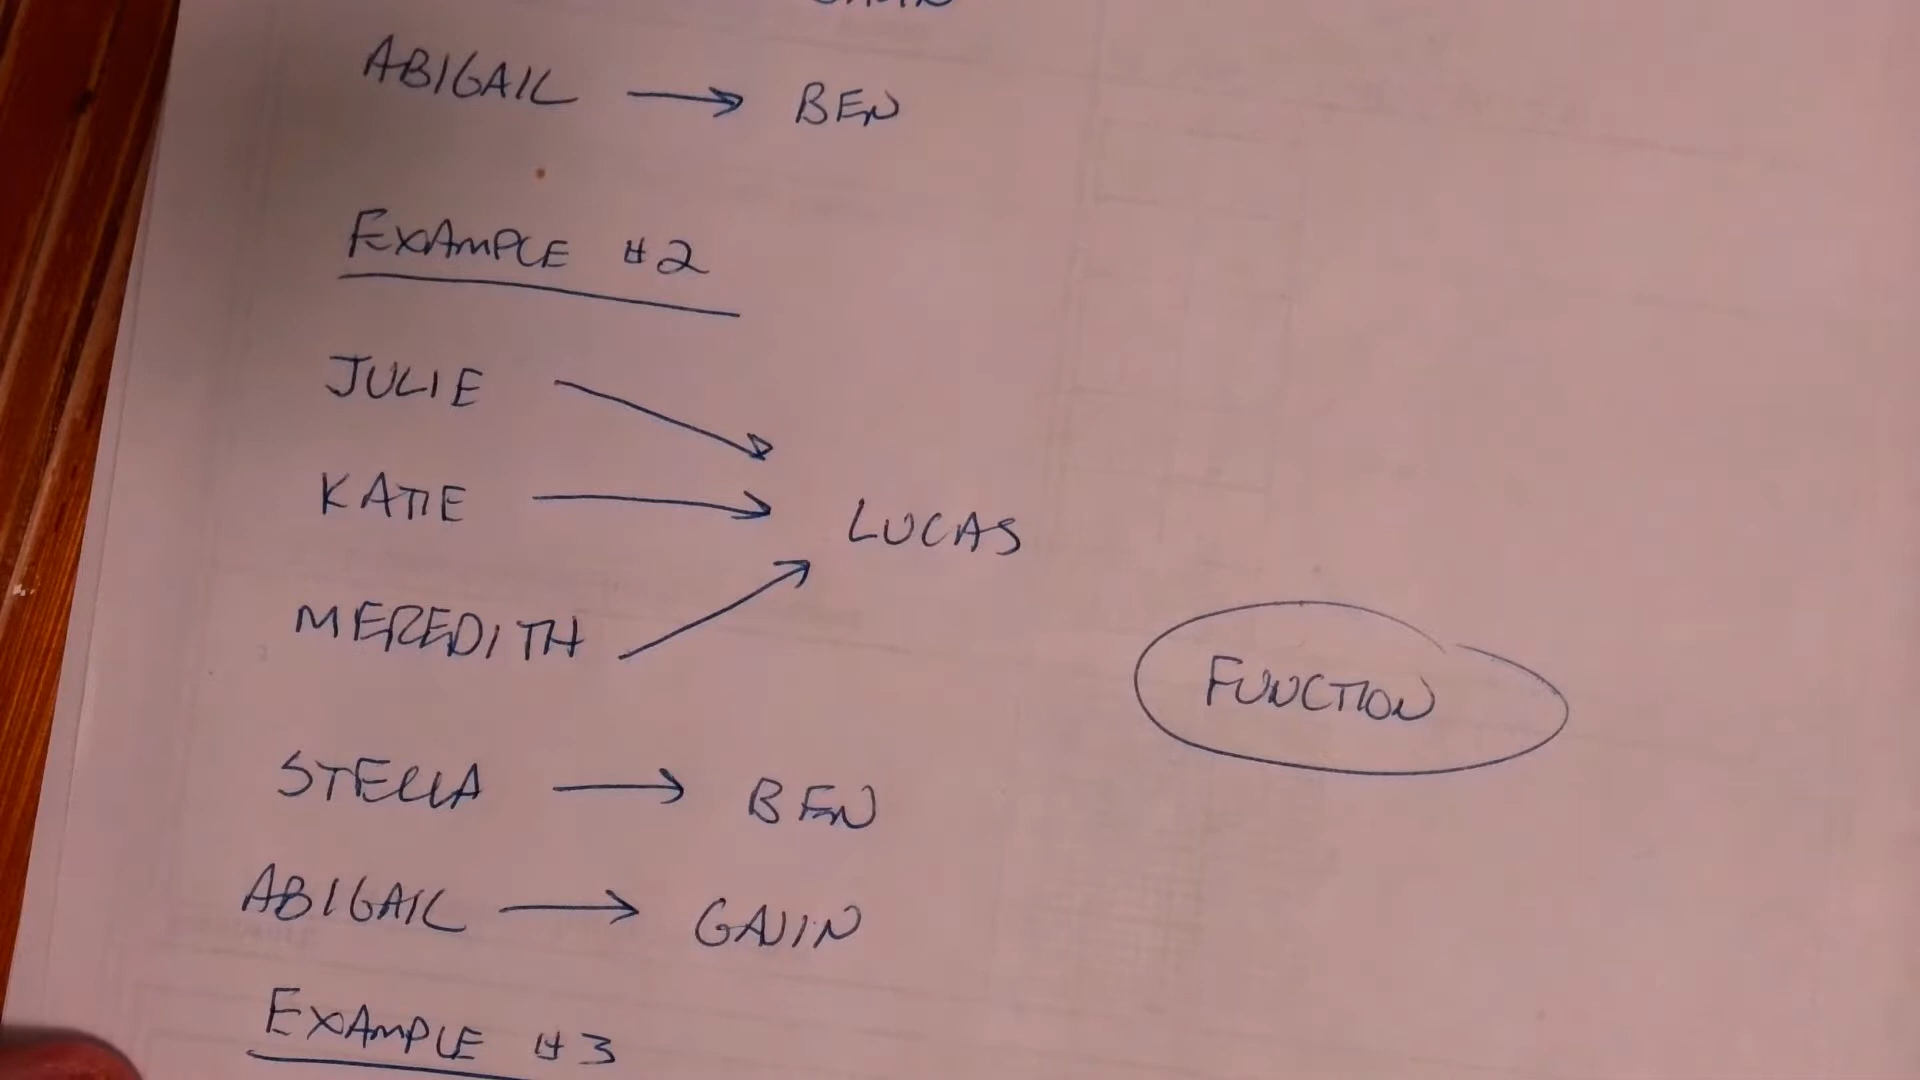 ABIGAIL → BEN
EXAMPLE #2
JULIE
KATIE → LUCAS
MEREDITH
FUNCTION
STELLA → BEN
ABIGAIL → GAVIN
EXAMPLE #3